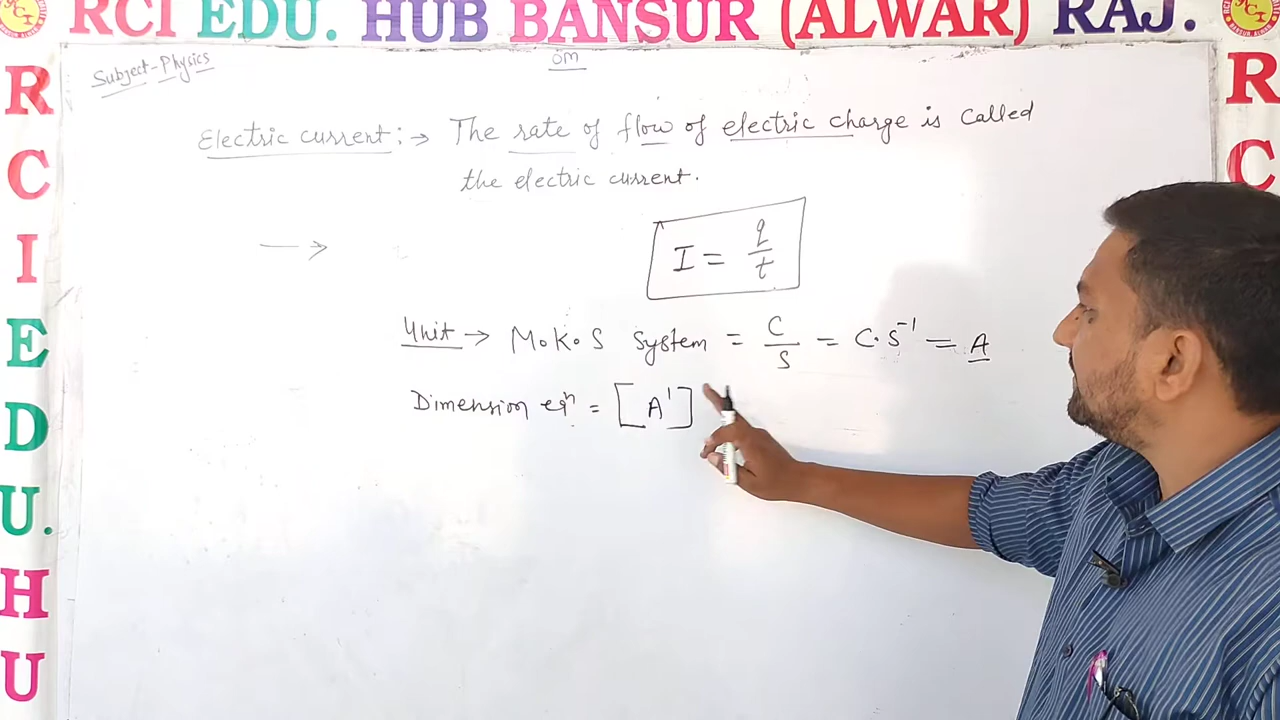 RCI EDU. HUB BANSUR (ALWAR) RAJ.
R
C
I
E
D
U.
H
U
R
C
Subject-Physics
om
Electric current :→ The rate of flow of electric charge is called
the electric current.
→ I = q/t
Unit → M.K.S System = C/S = C·S⁻¹ = A
Dimension eqⁿ = [A¹]